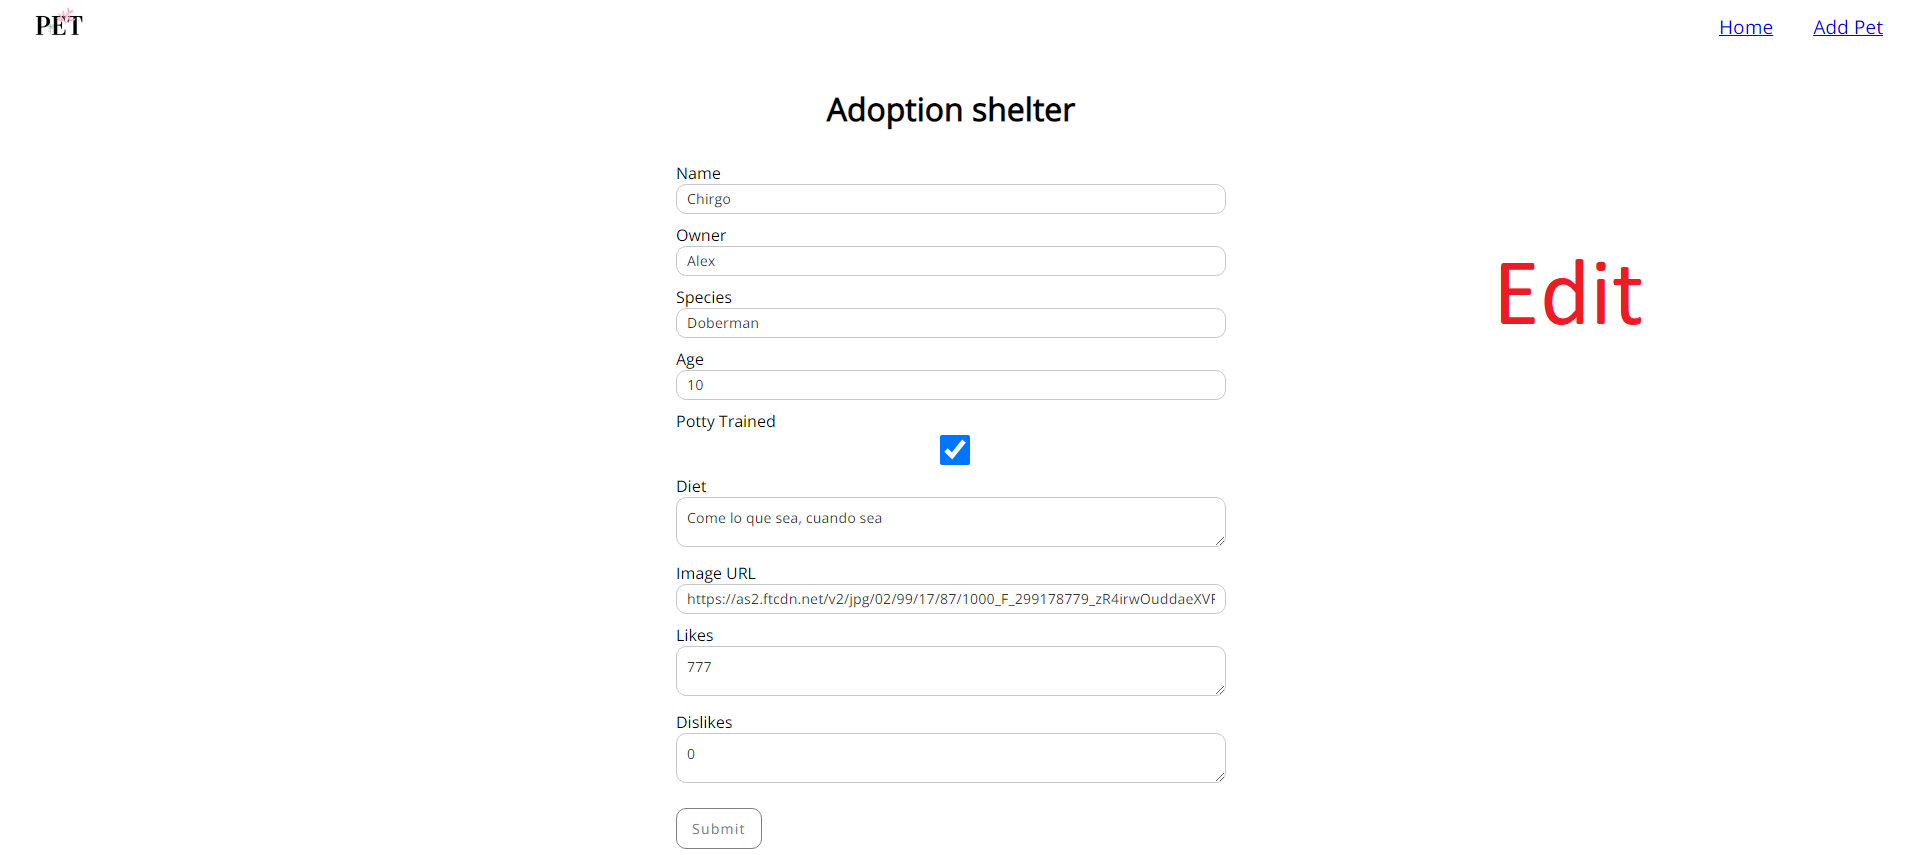 PET
Home Add Pet
Adoption shelter
Name
Chirgo
Owner
Alex
Edit
Species
Doberman
Age
10
Potty Trained
Diet
Come lo que sea, cuando sea
Image URL
https://as2.ftcdn.net/v2/jpg/02/99/17/87/1000_F_299178779_zR4irwOuddaeXVF
Likes
777
Dislikes
0
Submit